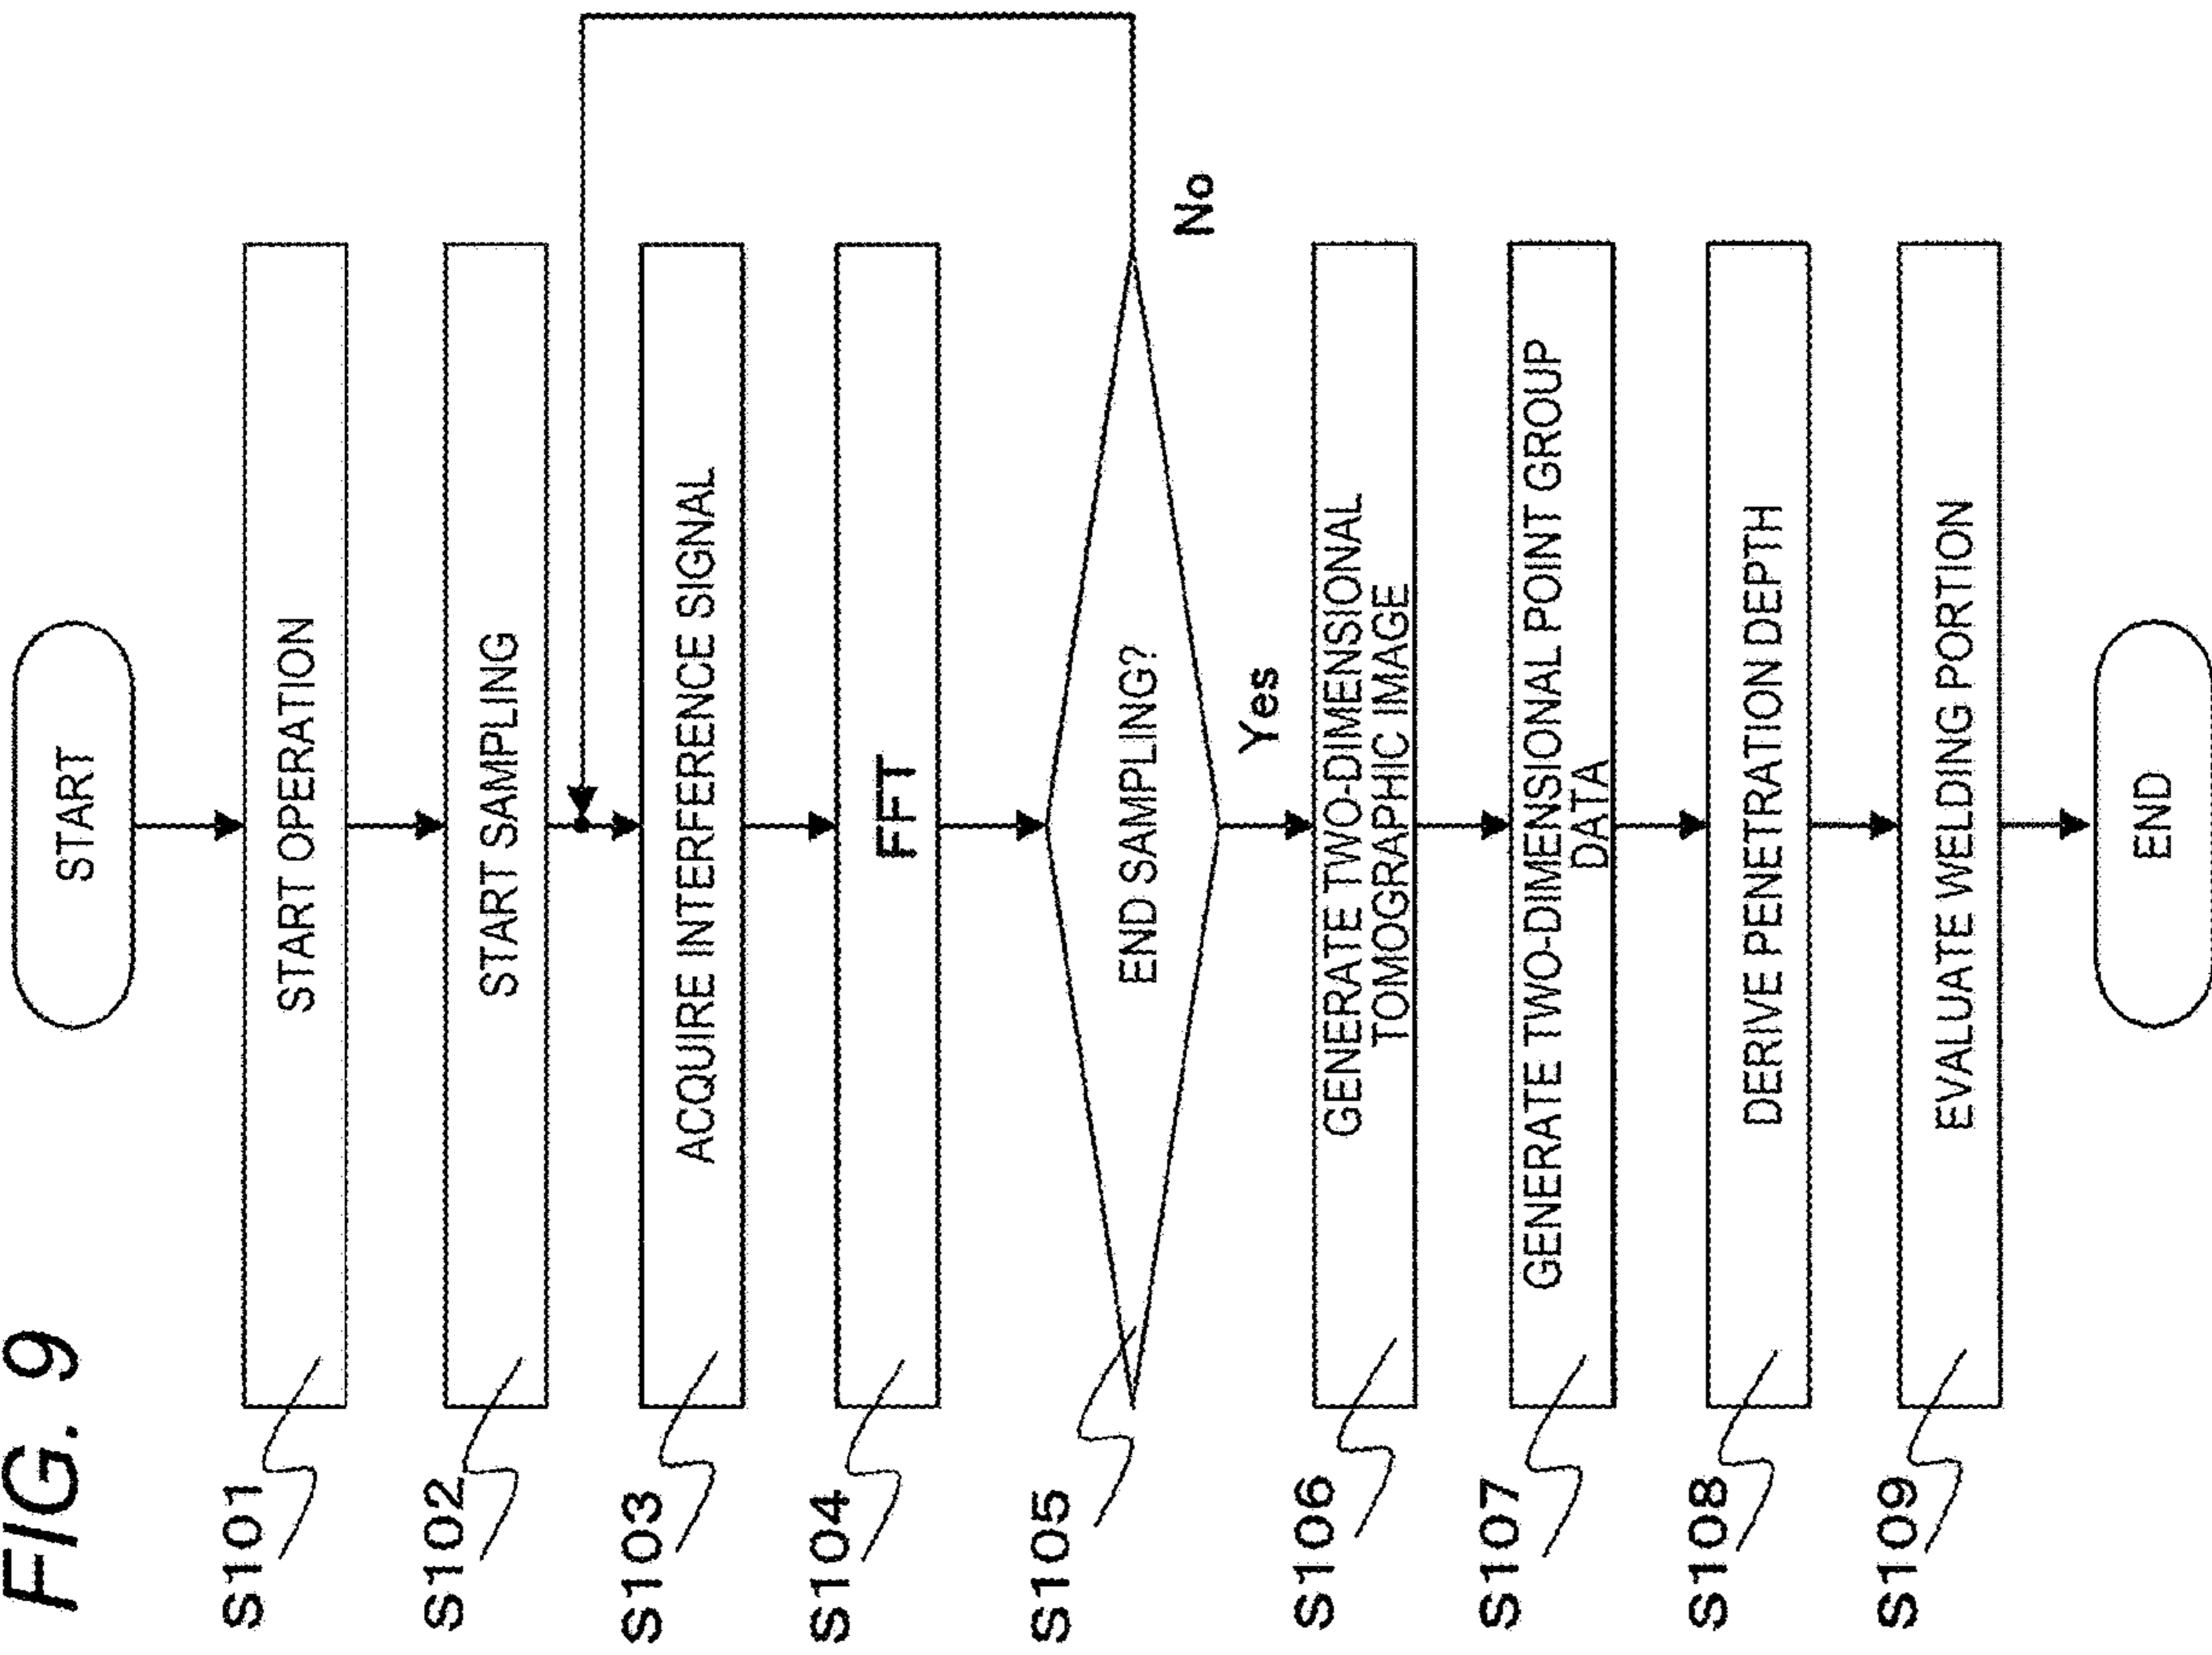 FIG. 9
START
S101
START OPERATION
S102
START SAMPLING
S103
ACQUIRE INTERFERENCE SIGNAL
S104
FFT
S105
END SAMPLING?
No
Yes
S106
GENERATE TWO-DIMENSIONAL
TOMOGRAPHIC IMAGE
S107
GENERATE TWO-DIMENSIONAL POINT GROUP
DATA
S108
DERIVE PENETRATION DEPTH
S109
EVALUATE WELDING PORTION
END